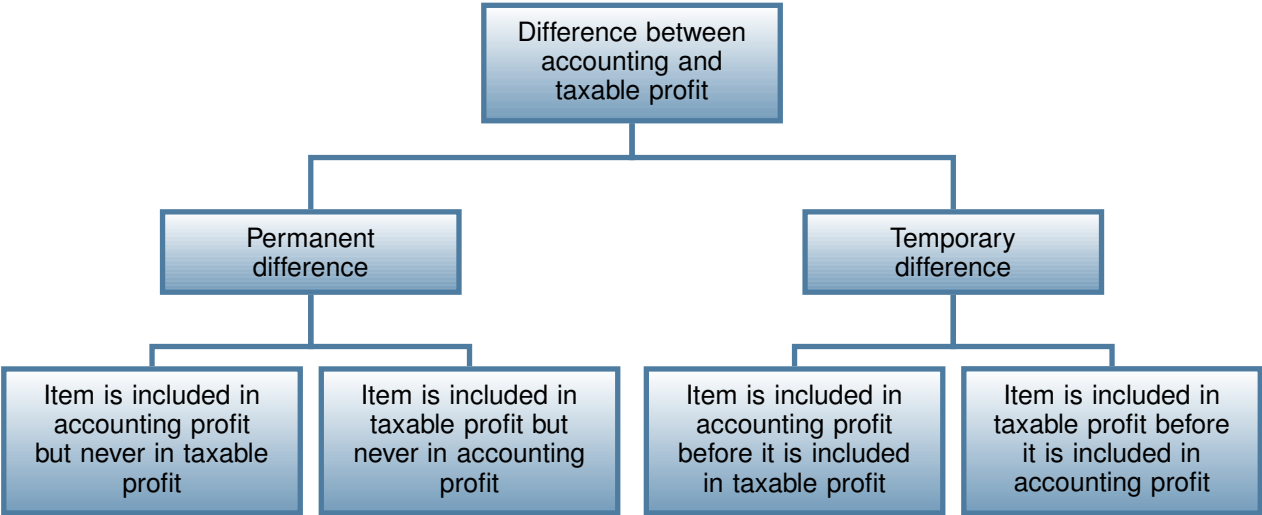 Difference between
accounting and
taxable profit
Permanent
difference
Temporary
difference
Item is included in
accounting profit
but never in taxable
profit
Item is included in
taxable profit but
never in accounting
profit
Item is included in
accounting profit
before it is included
in taxable profit
Item is included in
taxable profit before
it is included in
accounting profit